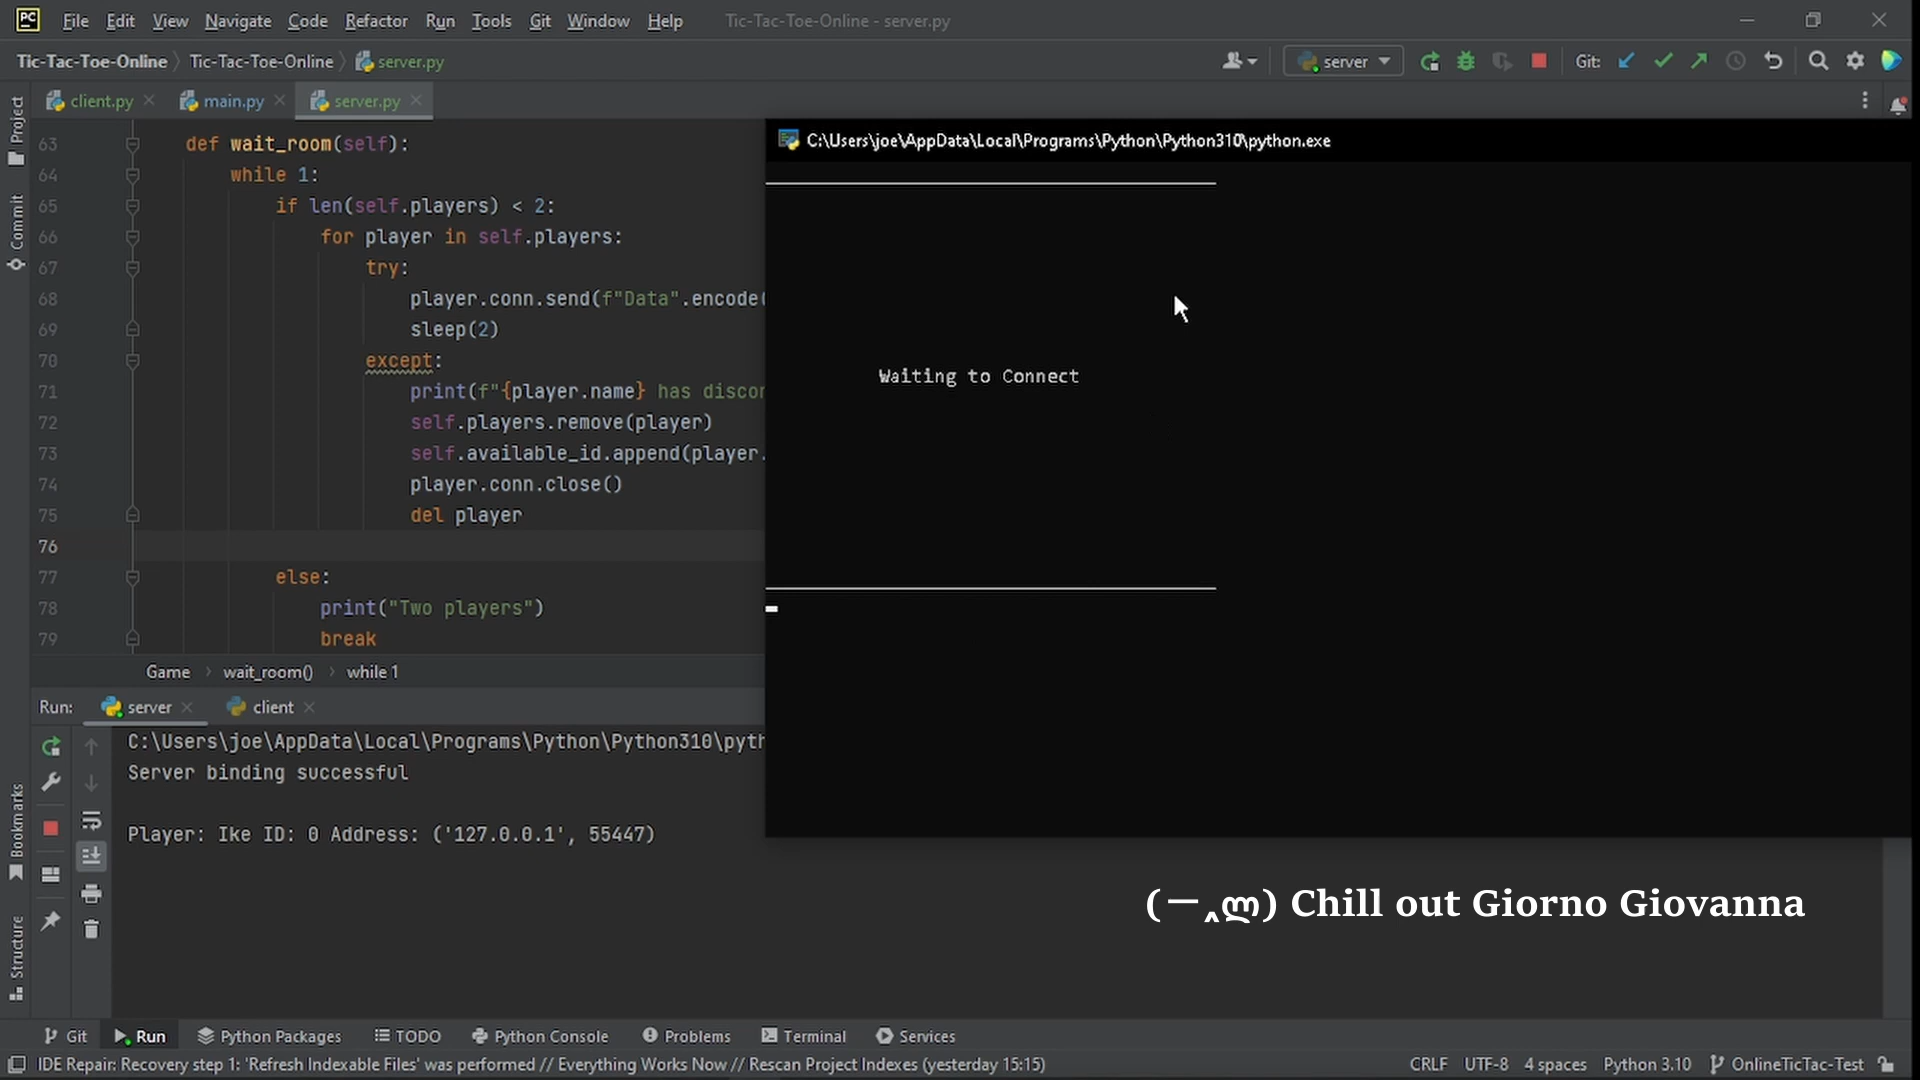 PC File Edit View Navigate Code Refactor Run Tools Git Window Help Tic-Tac-Toe-Online - server.py
Tic-Tac-Toe-Online Tic-Tac-Toe-Online server.py server Git:
client.py main.py server.py
Project
Commit
Bookmarks
Structure
63 def wait_room(self):
64 while 1:
65 if len(self.players) < 2:
66 for player in self.players:
67 try:
68 player.conn.send(f"Data".encode(
69 sleep(2)
70 except:
71 print(f"{player.name} has discon
72 self.players.remove(player)
73 self.available_id.append(player.
74 player.conn.close()
75 del player
76
77 else:
78 print("Two players")
79 break
Game wait_room() while 1
C:\Users\joe\AppData\Local\Programs\Python\Python310\python.exe
Waiting to Connect
Run: server client
C:\Users\joe\AppData\Local\Programs\Python\Python310\pyth
Server binding successful
Player: Ike ID: 0 Address: ('127.0.0.1', 55447)
(－‸ლ) Chill out Giorno Giovanna
Git Run Python Packages TODO Python Console Problems Terminal Services
IDE Repair: Recovery step 1: 'Refresh Indexable Files' was performed // Everything Works Now // Rescan Project Indexes (yesterday 15:15) CRLF UTF-8 4 spaces Python 3.10 OnlineTicTac-Test